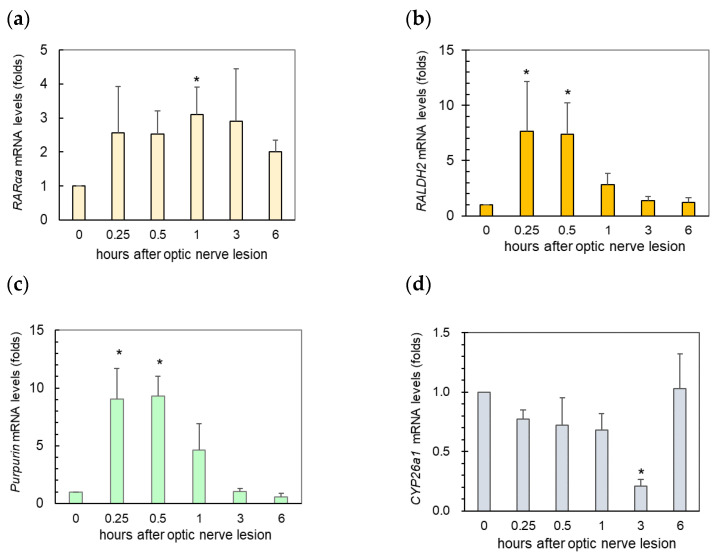 (a)
RARαa mRNA levels (folds)
5
4
3
2
1
0
*
0 0.25 0.5 1 3 6
hours after optic nerve lesion
(b)
RALDH2 mRNA levels (folds)
15
10
5
0
* *
0 0.25 0.5 1 3 6
hours after optic nerve lesion
(c)
Purpurin mRNA levels (folds)
15
10
5
0
* *
0 0.25 0.5 1 3 6
hours after optic nerve lesion
(d)
CYP26a1 mRNA levels (folds)
1.5
1.0
0.5
0.0
*
0 0.25 0.5 1 3 6
hours after optic nerve lesion